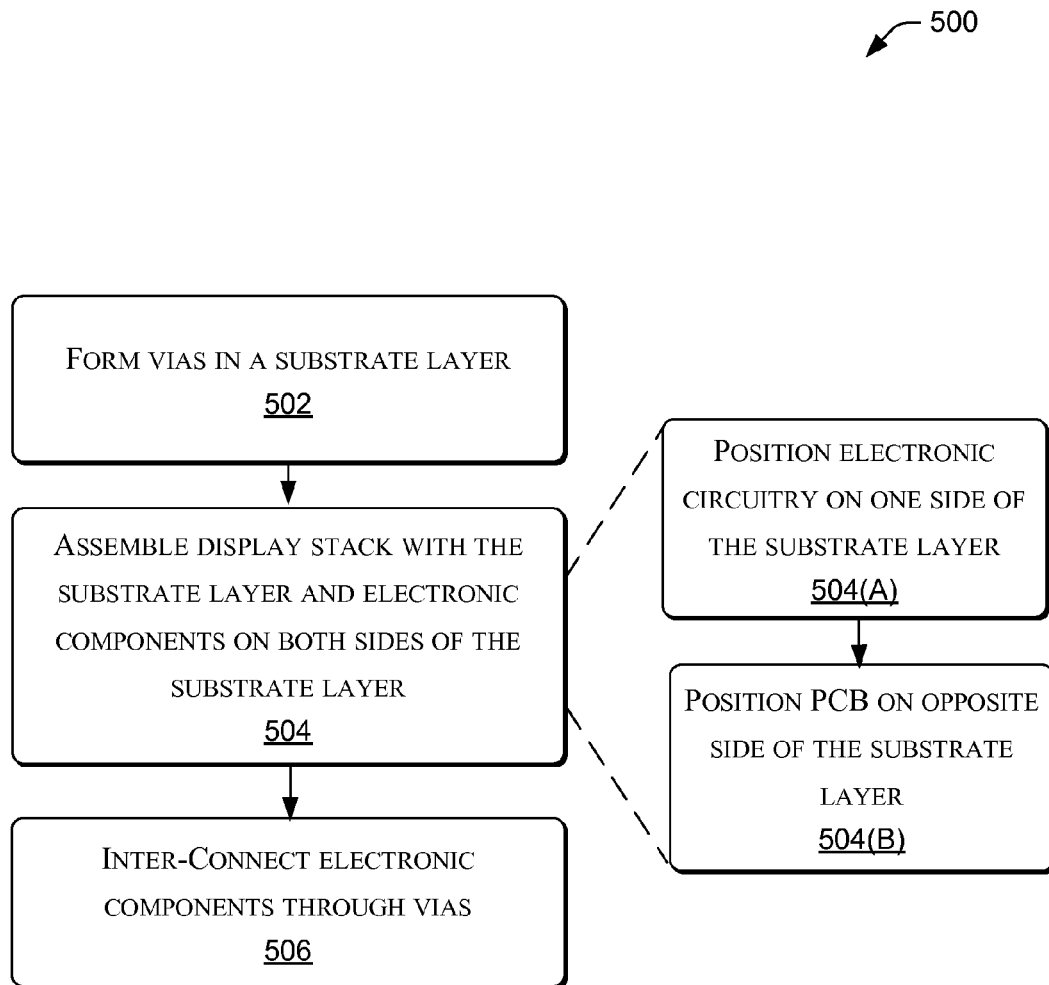 500
FORM VIAS IN A SUBSTRATE LAYER
502
ASSEMBLE DISPLAY STACK WITH THE
SUBSTRATE LAYER AND ELECTRONIC
COMPONENTS ON BOTH SIDES OF THE
SUBSTRATE LAYER
504
POSITION ELECTRONIC
CIRCUITRY ON ONE SIDE OF
THE SUBSTRATE LAYER
504(A)
POSITION PCB ON OPPOSITE
SIDE OF THE SUBSTRATE
LAYER
504(B)
INTER-CONNECT ELECTRONIC
COMPONENTS THROUGH VIAS
506